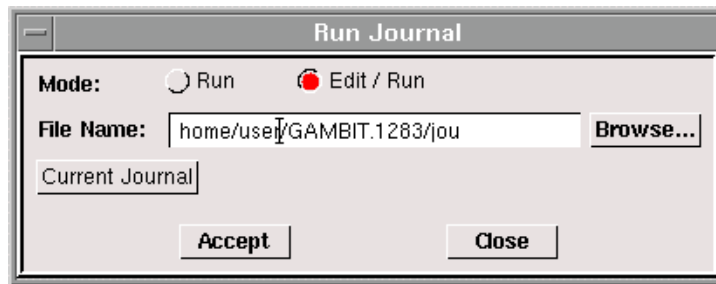 Run Journal
Mode: Run Edit / Run
File Name: home/user/GAMBIT.1283/jou Browse...
Current Journal
Accept Close